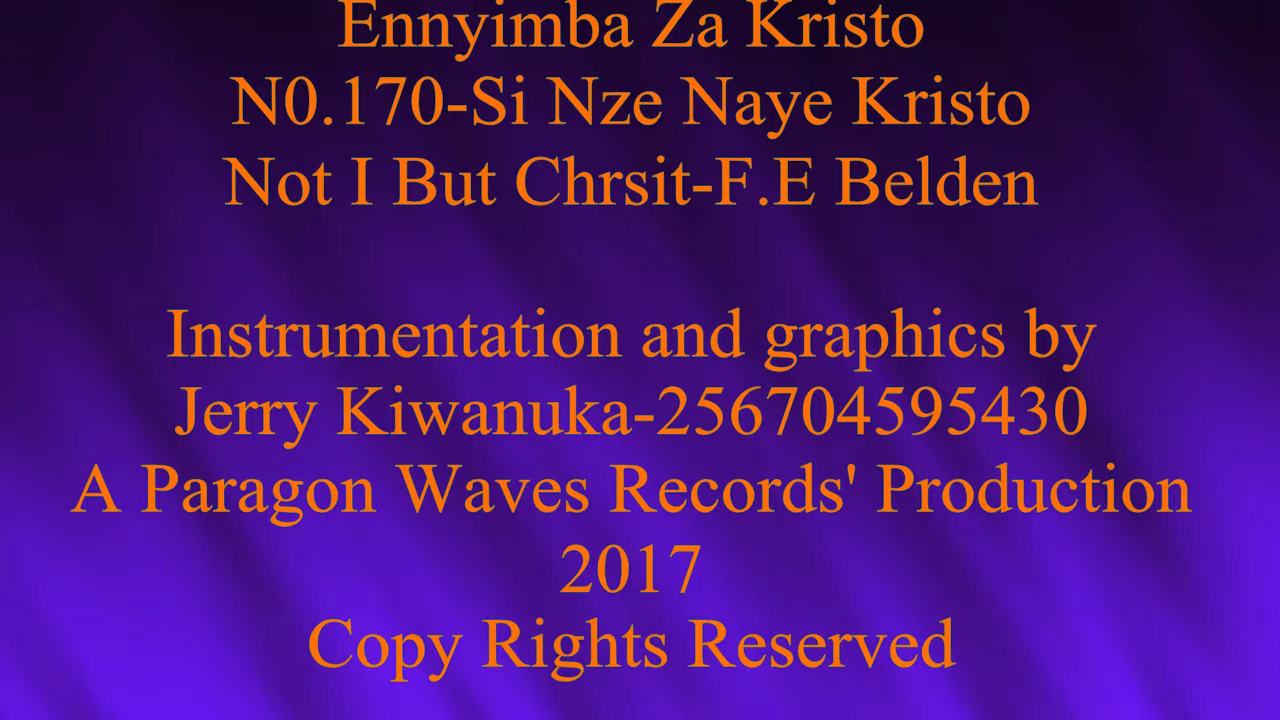 Ennyimba Za Kristo
N0.170-Si Nze Naye Kristo
Not I But Chrsit-F.E Belden
Instrumentation and graphics by
Jerry Kiwanuka-256704595430
A Paragon Waves Records' Production
2017
Copy Rights Reserved